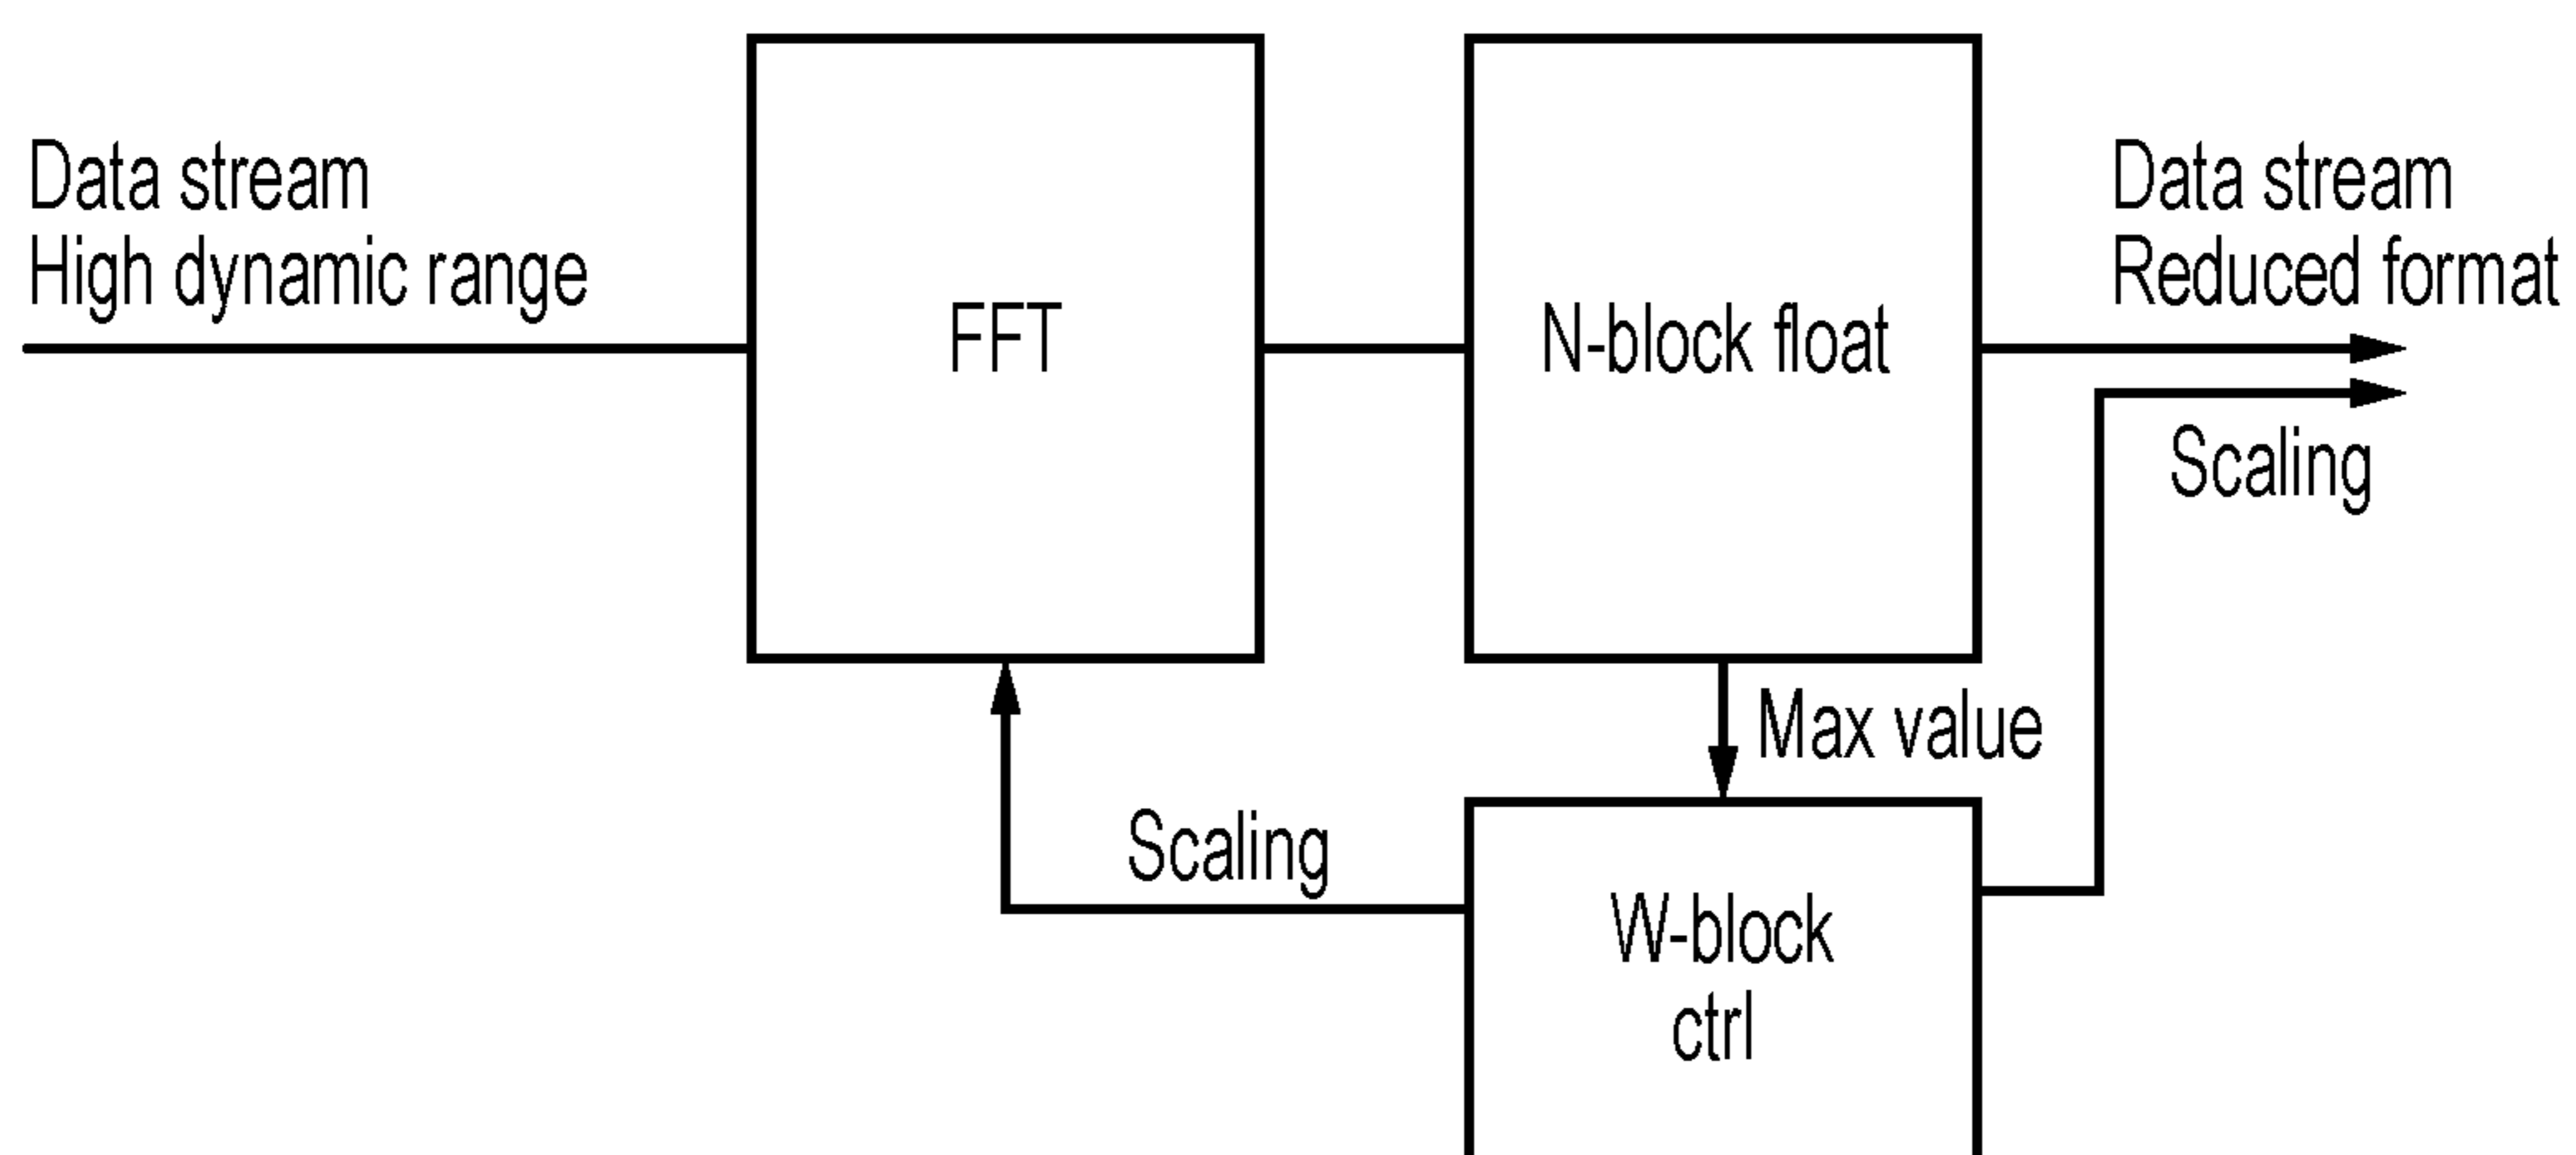 Data stream
High dynamic range
FFT
N-block float
Data stream
Reduced format
Scaling
Max value
Scaling
W-block
ctrl